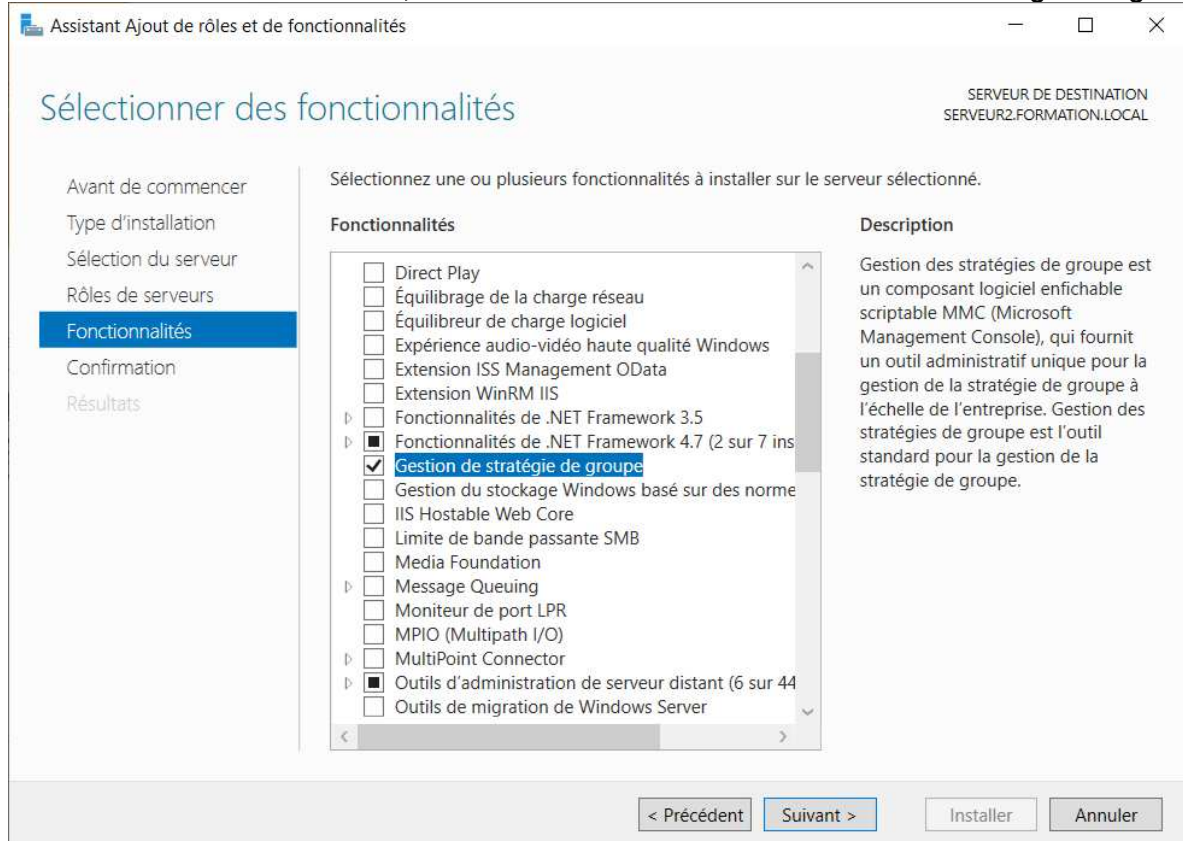 Assistant Ajout de rôles et de fonctionnalités
Sélectionner des fonctionnalités
SERVEUR DE DESTINATION
SERVEUR2.FORMATION.LOCAL
Avant de commencer
Type d'installation
Sélection du serveur
Rôles de serveurs
Fonctionnalités
Confirmation
Résultats
Sélectionnez une ou plusieurs fonctionnalités à installer sur le serveur sélectionné.
Fonctionnalités
Direct Play
Équilibrage de la charge réseau
Équilibreur de charge logiciel
Expérience audio-vidéo haute qualité Windows
Extension ISS Management OData
Extension WinRM IIS
Fonctionnalités de .NET Framework 3.5
Fonctionnalités de .NET Framework 4.7 (2 sur 7 ins
Gestion de stratégie de groupe
Gestion du stockage Windows basé sur des norme
IIS Hostable Web Core
Limite de bande passante SMB
Media Foundation
Message Queuing
Moniteur de port LPR
MPIO (Multipath I/O)
MultiPoint Connector
Outils d'administration de serveur distant (6 sur 44
Outils de migration de Windows Server
Description
Gestion des stratégies de groupe est
un composant logiciel enfichable
scriptable MMC (Microsoft
Management Console), qui fournit
un outil administratif unique pour la
gestion de la stratégie de groupe à
l'échelle de l'entreprise. Gestion des
stratégies de groupe est l'outil
standard pour la gestion de la
stratégie de groupe.
< Précédent
Suivant >
Installer
Annuler